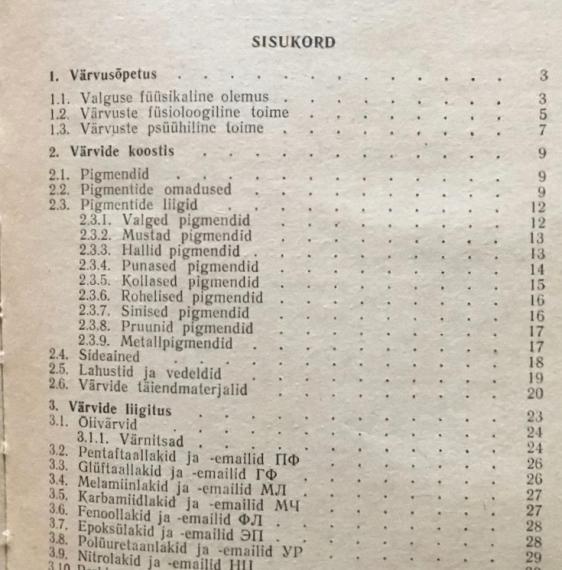 SISUKORD
1. Värvusõpetus . . . . . . . . . . . . 3
1.1. Valguse füüsikaline olemus . . . . . . . . . 3
1.2. Värvuste füsioloogiline toime . . . . . . . . 5
1.3. Värvuste psüühiline toime . . . . . . . . . 7
2. Värvide koostis . . . . . . . . . . . . 9
2.1. Pigmendid . . . . . . . . . . . . 9
2.2. Pigmentide omadused . . . . . . . . . . 9
2.3. Pigmentide liigid . . . . . . . . . . . 12
2.3.1. Valged pigmendid . . . . . . . . . 12
2.3.2. Mustad pigmendid . . . . . . . . . 13
2.3.3. Hallid pigmendid . . . . . . . . . 13
2.3.4. Punased pigmendid . . . . . . . . . 14
2.3.5. Kollased pigmendid . . . . . . . . . 15
2.3.6. Rohelised pigmendid . . . . . . . . . 16
2.3.7. Sinised pigmendid . . . . . . . . . 16
2.3.8. Pruunid pigmendid . . . . . . . . . 17
2.3.9. Metallpigmendid . . . . . . . . . 17
2.4. Sideained . . . . . . . . . . . . 18
2.5. Lahustid ja vedeldid . . . . . . . . . . 19
2.6. Värvide täiendmaterjalid . . . . . . . . . 20
3. Värvide liigitus . . . . . . . . . . . 23
3.1. Õlivärvid . . . . . . . . . . . . 24
3.1.1. Värnitsad . . . . . . . . . . . 24
3.2. Pentaftaallakid ja -emailid ПФ . . . . . . . . 26
3.3. Glüftaallakid ja -emailid ГФ . . . . . . . . 26
3.4. Melamiinlakid ja -emailid МЛ . . . . . . . . 27
3.5. Karbamiidlakid ja -emailid МЧ . . . . . . . . 27
3.6. Fenoollakid ja -emailid ФЛ . . . . . . . . 28
3.7. Epoksülakid ja -emailid ЭП . . . . . . . . 28
3.8. Polüuretaanlakid ja -emailid УР . . . . . . . 29
3.9. Nitrolakid ja -emailid НЦ
3.10.